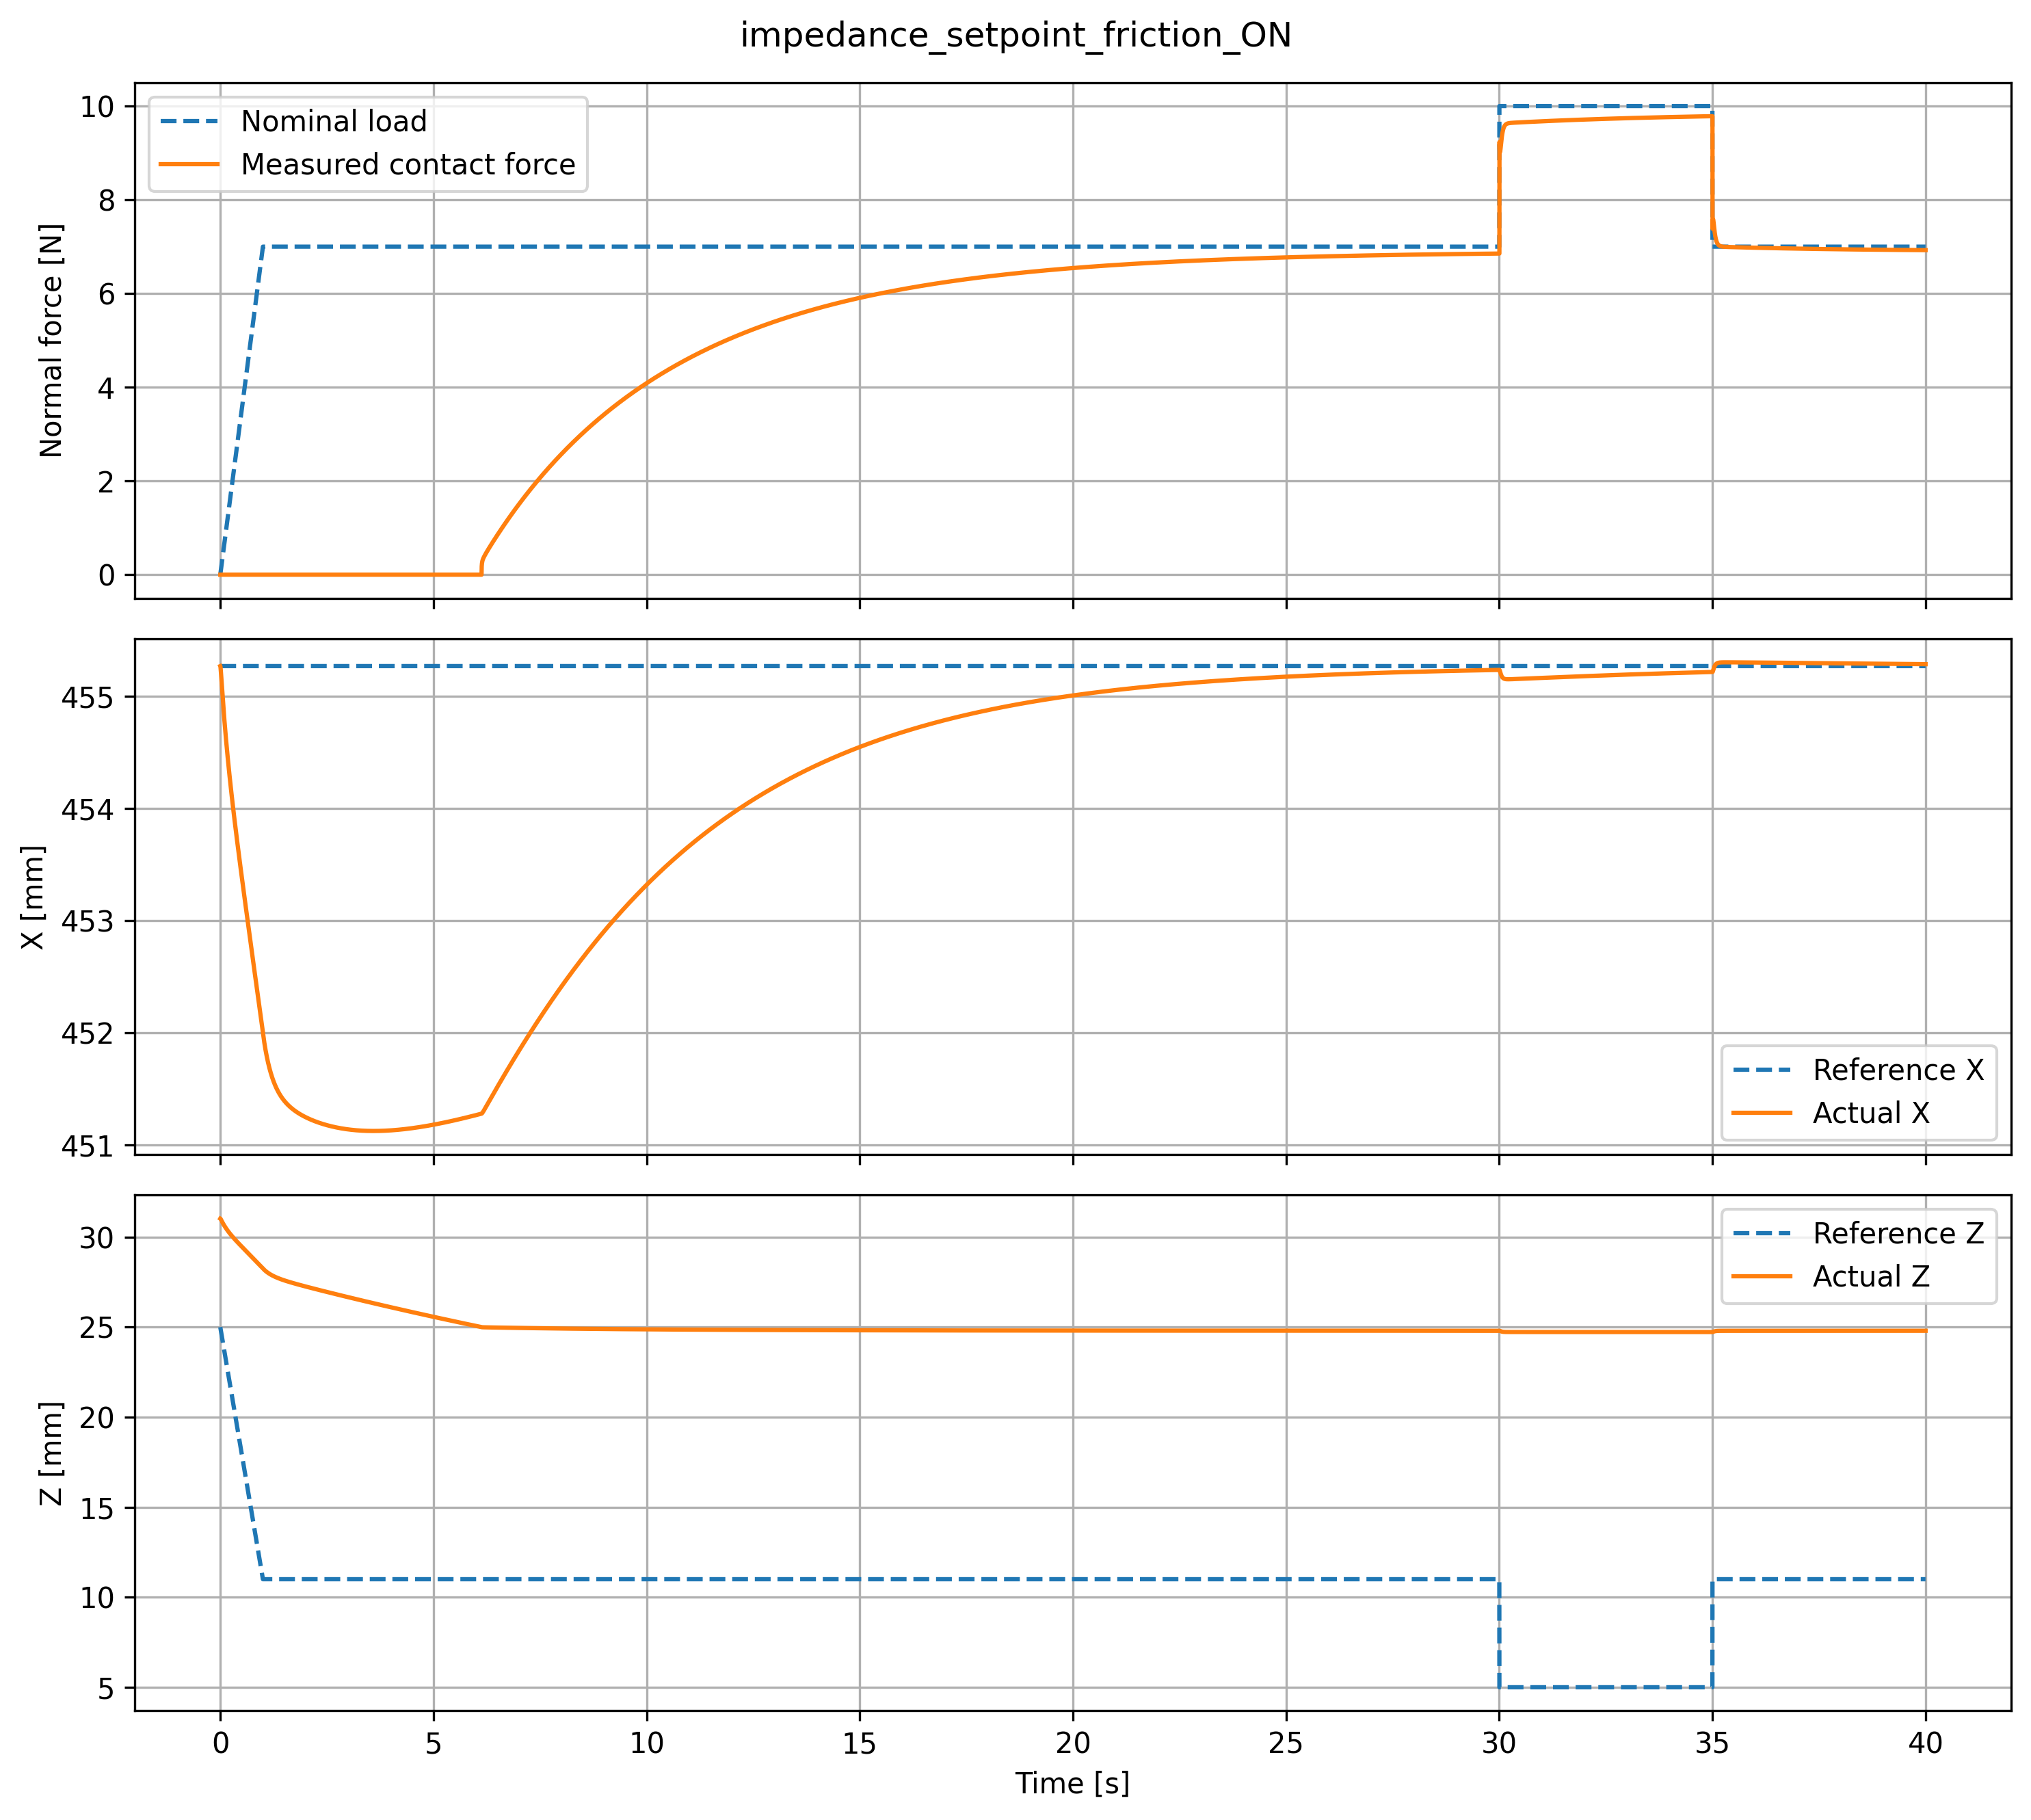 impedance_setpoint_friction_ON
10
8
6
4
2
0
Normal force [N]
Nominal load
Measured contact force
455
454
453
452
451
X [mm]
Reference X
Actual X
30
25
20
15
10
5
Z [mm]
Reference Z
Actual Z
0 5 10 15 20 25 30 35 40
Time [s]